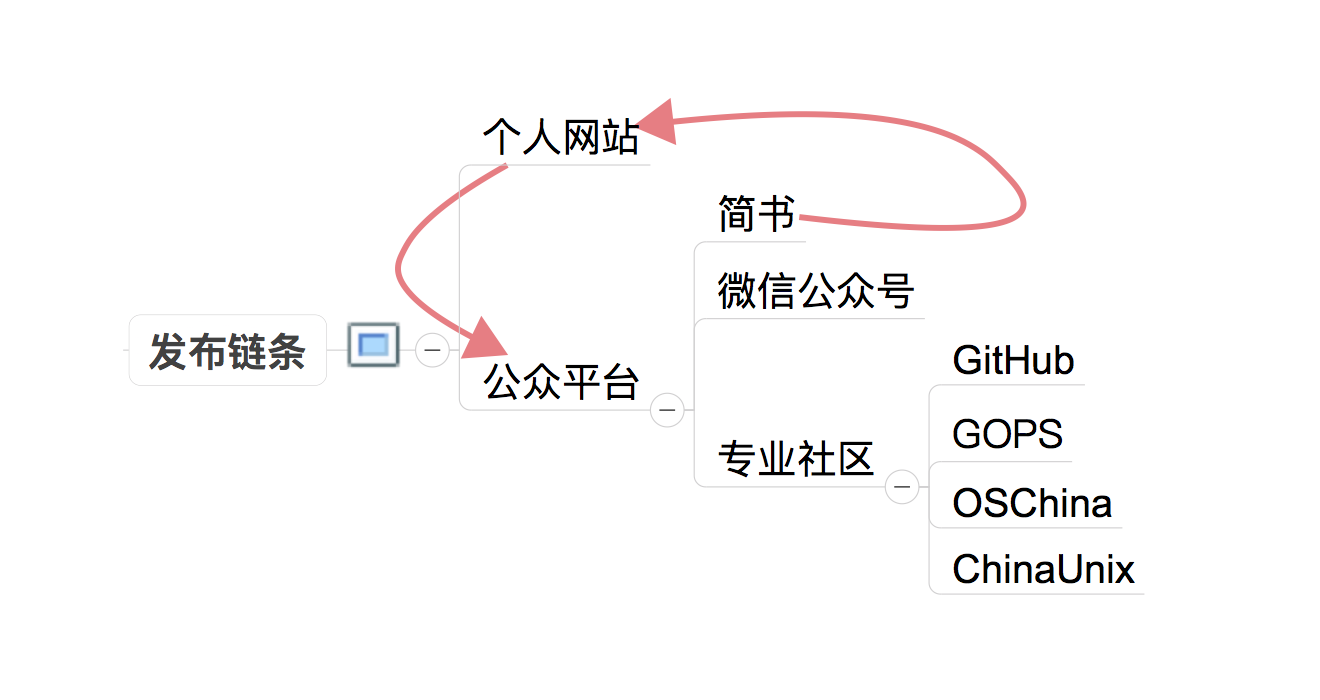 个人网站
简书
微信公众号
发布链条
公众平台
GitHub
GOPS
专业社区
OSChina
ChinaUnix